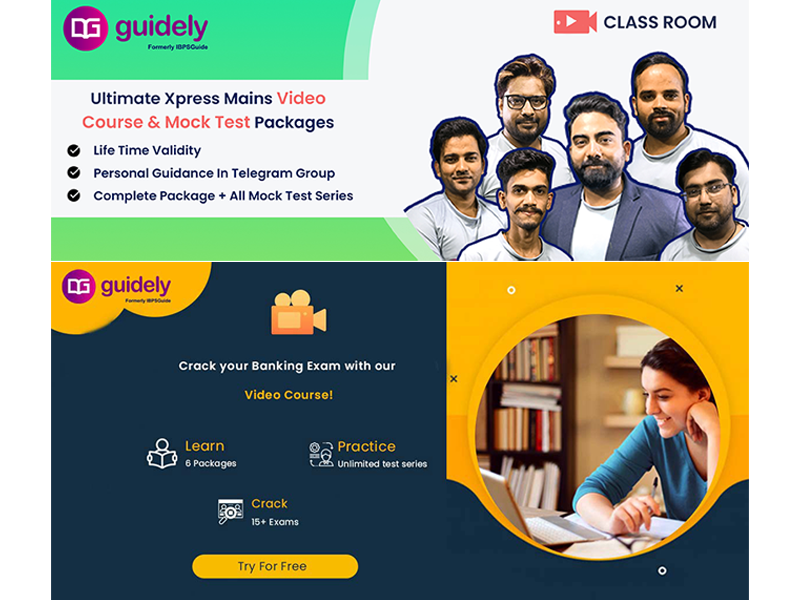 guidely
Formerly IBPSGuide
CLASS ROOM
Ultimate Xpress Mains Video
Course & Mock Test Packages
Life Time Validity
Personal Guidance In Telegram Group
Complete Package + All Mock Test Series
guidely
Formerly IBPSGuide
Crack your Banking Exam with our
Video Course!
Learn
6 Packages
Practice
Unlimited test series
Crack
15+ Exams
Try For Free